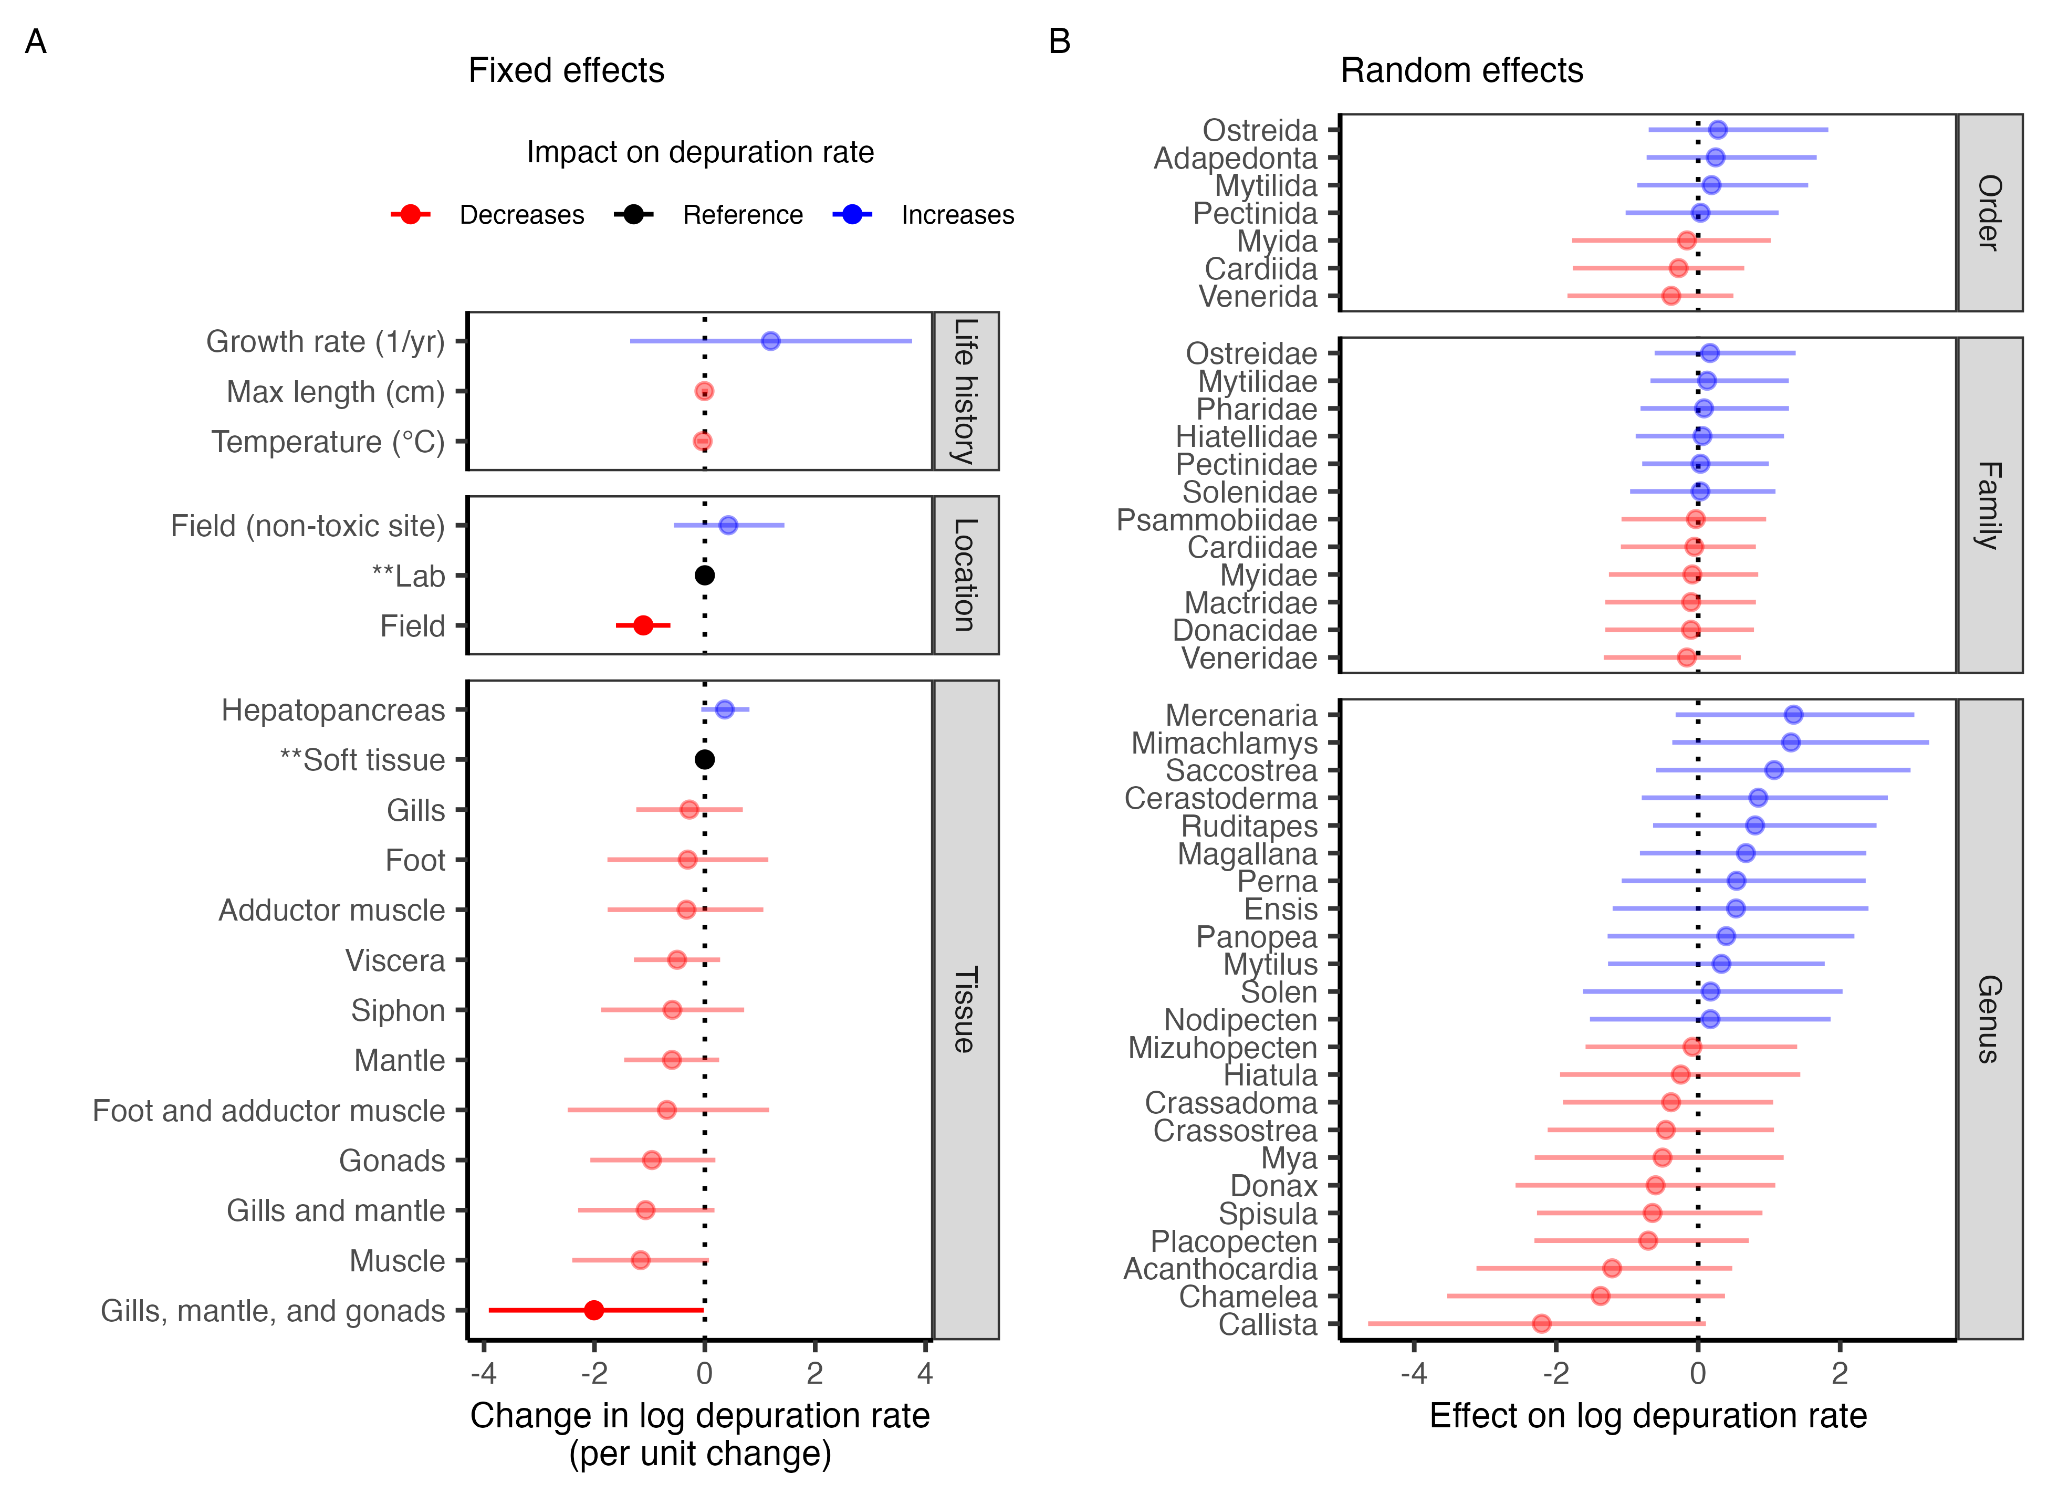 A
Fixed effects
Impact on depuration rate
Decreases
Reference
Increases
Growth rate (1/yr)
Max length (cm)
Temperature (°C)
Life history
Field (non-toxic site)
**Lab
Field
Location
Hepatopancreas
**Soft tissue
Gills
Foot
Adductor muscle
Viscera
Siphon
Mantle
Foot and adductor muscle
Gonads
Gills and mantle
Muscle
Gills, mantle, and gonads
Tissue
-4
-2
0
2
4
Change in log depuration rate
(per unit change)
B
Random effects
Ostreida
Adapedonta
Mytilida
Pectinida
Myida
Cardiida
Venerida
Order
Ostreidae
Mytilidae
Pharidae
Hiatellidae
Pectinidae
Solenidae
Psammobiidae
Cardiidae
Myidae
Mactridae
Donacidae
Veneridae
Family
Mercenaria
Mimachlamys
Saccostrea
Cerastoderma
Ruditapes
Magallana
Perna
Ensis
Panopea
Mytilus
Solen
Nodipecten
Mizuhopecten
Hiatula
Crassadoma
Crassostrea
Mya
Donax
Spisula
Placopecten
Acanthocardia
Chamelea
Callista
Genus
-4
-2
0
2
Effect on log depuration rate